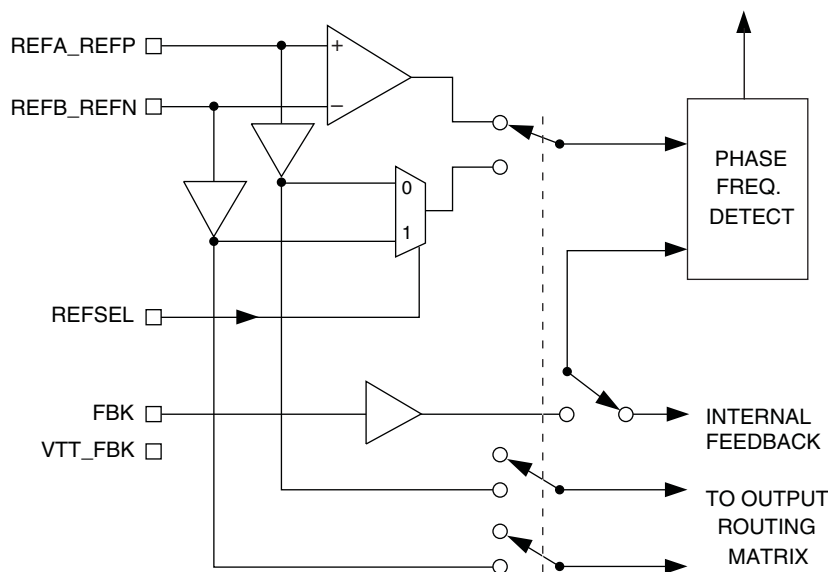 REFA_REFP
+
REFB_REFN
−
PHASE
FREQ.
DETECT
0
1
REFSEL
FBK
INTERNAL
FEEDBACK
VTT_FBK
TO OUTPUT
ROUTING
MATRIX